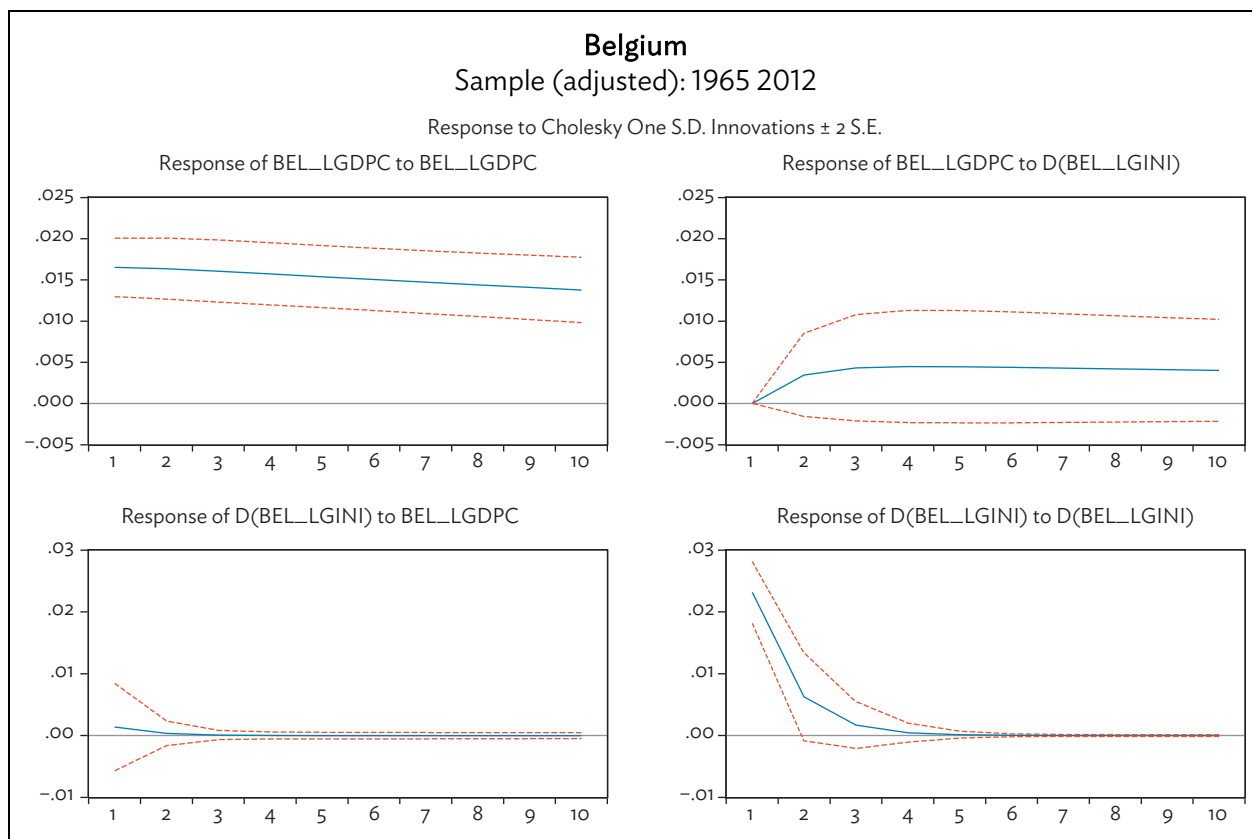 Belgium
Sample (adjusted): 1965 2012
Response to Cholesky One S.D. Innovations ± 2 S.E.
Response of BEL_LGDPC to BEL_LGDPC
.025
.020
.015
.010
.005
.000
–.005
1 2 3 4 5 6 7 8 9 10
Response of BEL_LGDPC to D(BEL_LGINI)
.025
.020
.015
.010
.005
.000
–.005
1 2 3 4 5 6 7 8 9 10
Response of D(BEL_LGINI) to BEL_LGDPC
.03
.02
.01
.00
–.01
1 2 3 4 5 6 7 8 9 10
Response of D(BEL_LGINI) to D(BEL_LGINI)
.03
.02
.01
.00
–.01
1 2 3 4 5 6 7 8 9 10